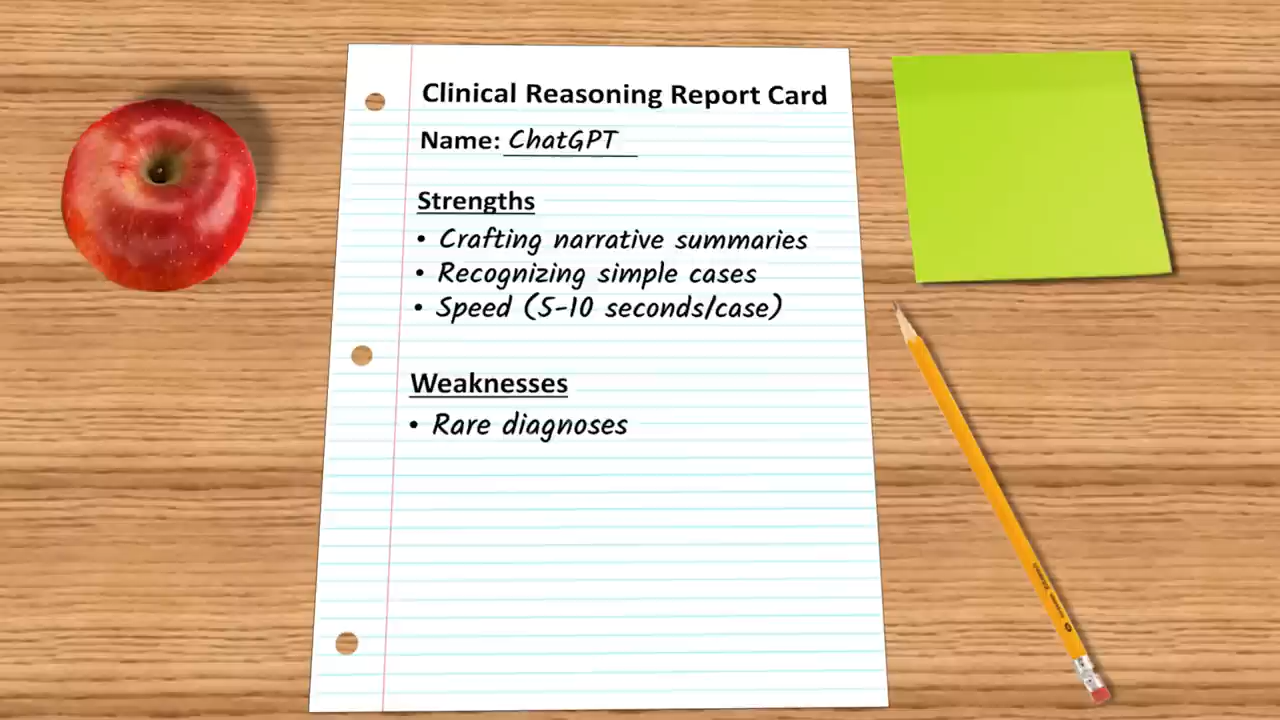 Clinical Reasoning Report Card
Name: ChatGPT
Strengths
• Crafting narrative summaries
• Recognizing simple cases
• Speed (5-10 seconds/case)
Weaknesses
• Rare diagnoses